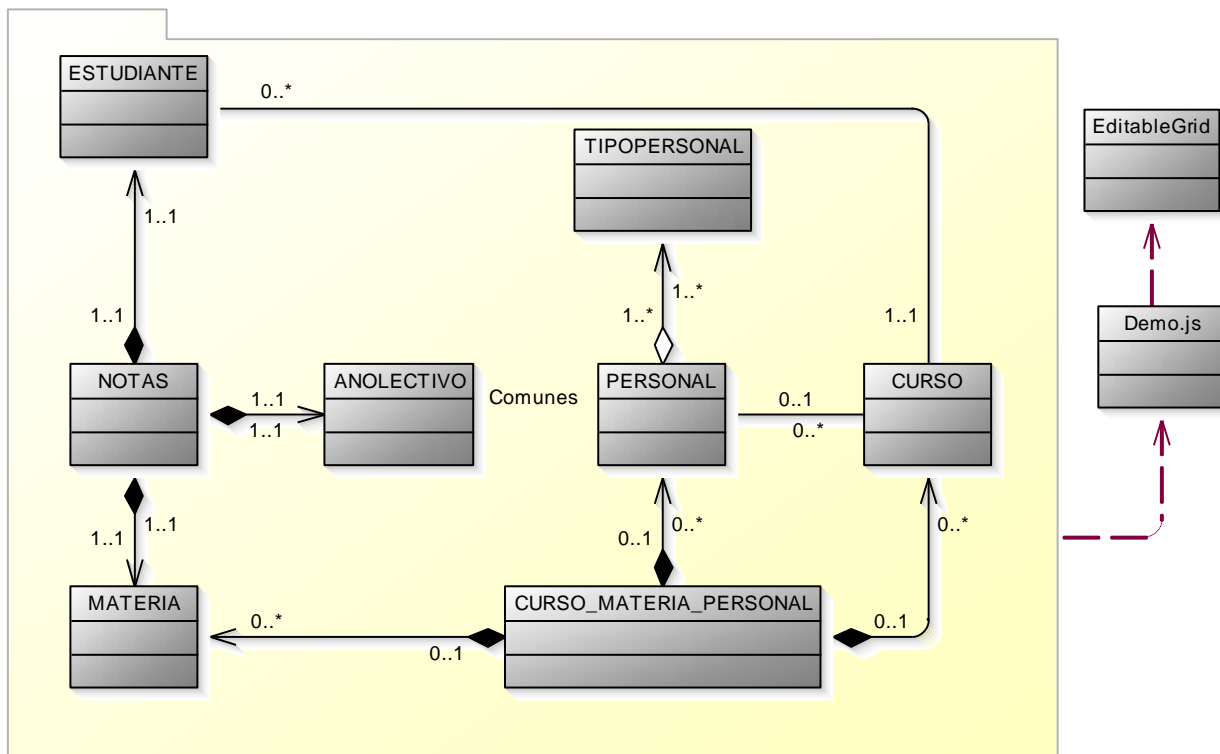 ESTUDIANTE
0..*
EditableGrid
TIPOPERSONAL
1..1
1..*
1..1
1..*
1..1
Demo.js
NOTAS
1..1
1..1
ANOLECTIVO
Comunes
PERSONAL
0..1
0..*
CURSO
1..1
1..1
0..*
0..1
0..*
MATERIA
0..*
0..1
CURSO_MATERIA_PERSONAL
0..1